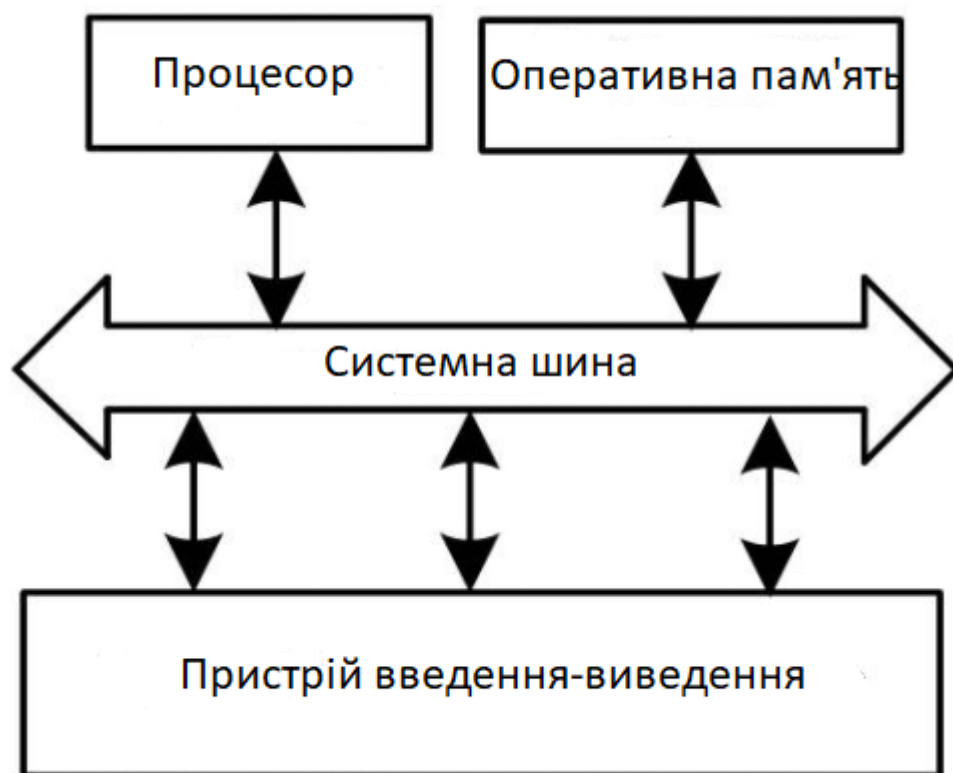 Процесор
Оперативна пам'ять
Системна шина
Пристрій введення-виведення